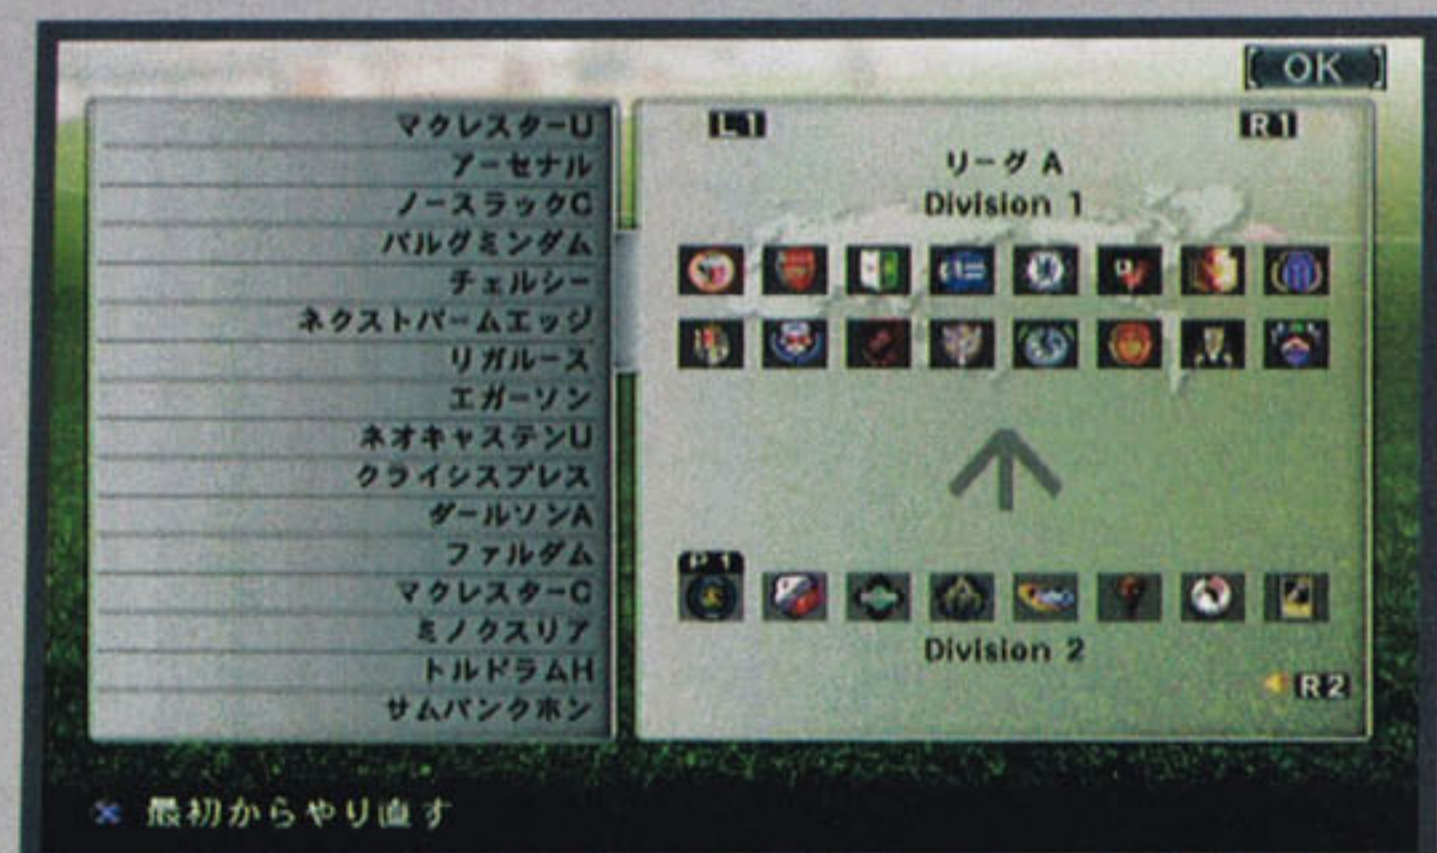 OK
マクレスターU
アーセナル
ノースラックC
バルグミンダム
チェルシー
ネクストバームエッジ
リガルース
エガーソン
ネオキャステンU
クライシスプレス
ダールソンA
ファルダム
マクレスターC
ミノクスリア
トルドラムH
サムバンクホン
L1
R1
リーグ A
Division 1
P1
Division 2
R2
× 最初からやり直す